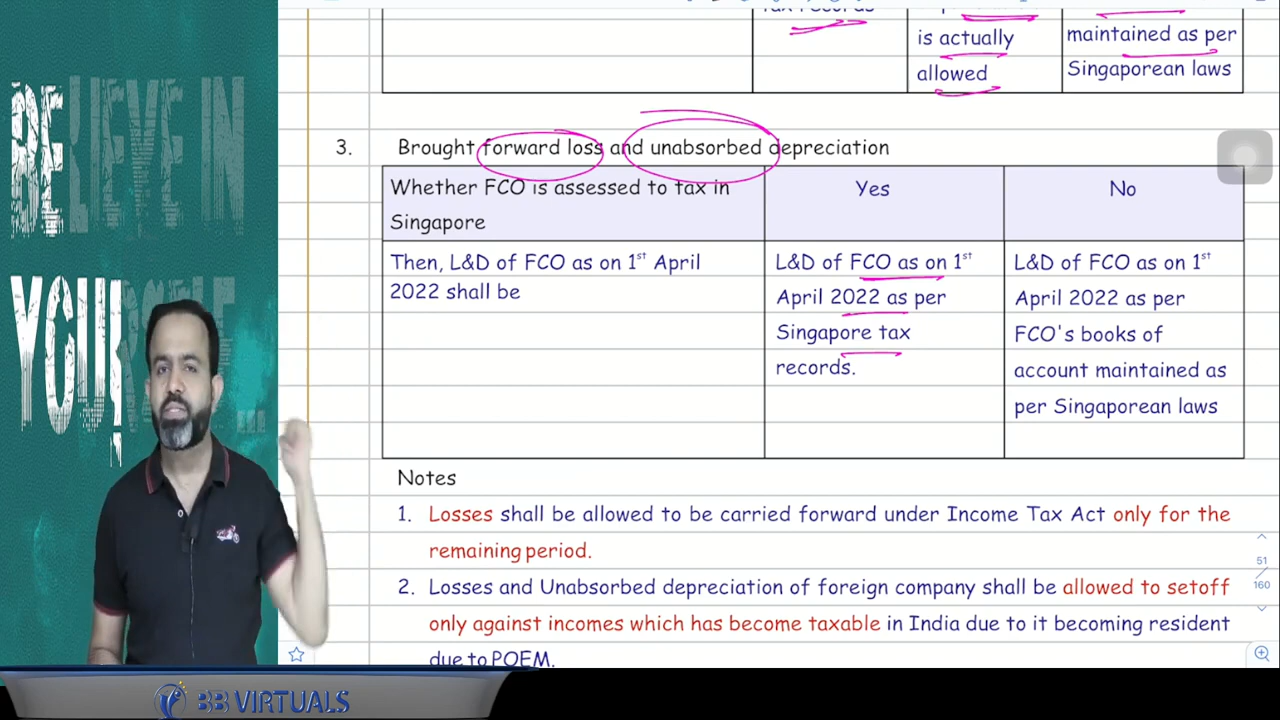 BELIEVE IN
is actually
maintained as per
allowed
Singaporean laws
3. Brought forward loss and unabsorbed depreciation
Whether FCO is assessed to tax in Singapore
Yes
No
Then, L&D of FCO as on 1st April
2022 shall be
L&D of FCO as on 1st
April 2022 as per
Singapore tax
records.
L&D of FCO as on 1st
April 2022 as per
FCO's books of
account maintained as
per Singaporean laws
Notes
1. Losses shall be allowed to be carried forward under Income Tax Act only for the
remaining period.
2. Losses and Unabsorbed depreciation of foreign company shall be allowed to setoff
only against incomes which has become taxable in India due to it becoming resident
due to POEM.
51
160
BB VIRTUALS